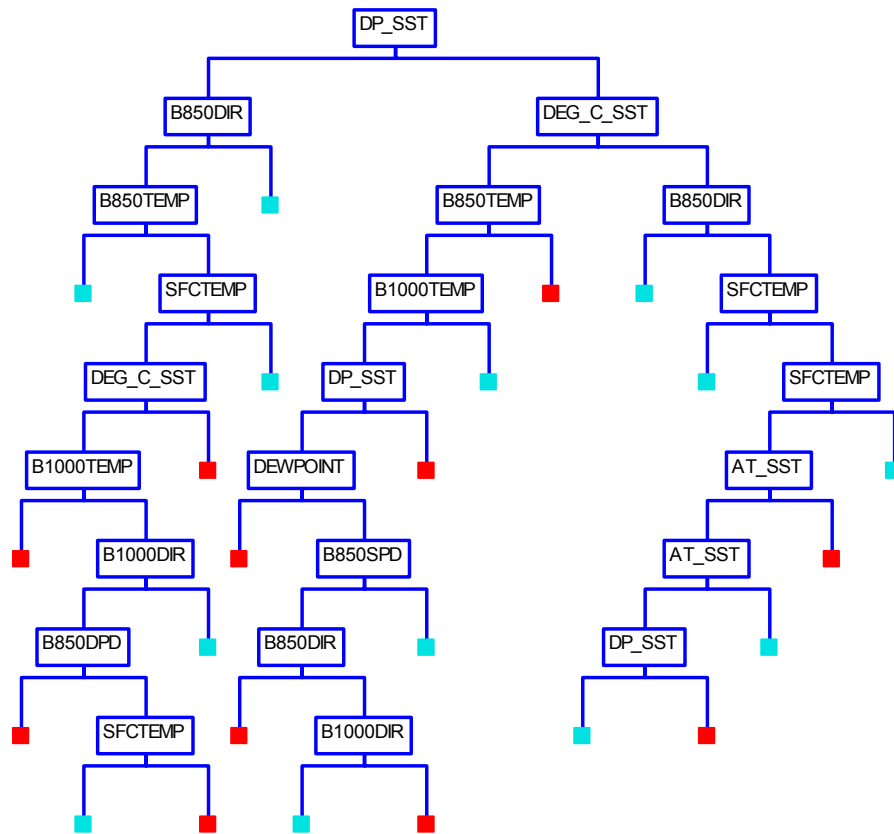 DP_SST
B850DIR
DEG_C_SST
B850TEMP
B850TEMP
B850DIR
SFCTEMP
B1000TEMP
SFCTEMP
DEG_C_SST
DP_SST
SFCTEMP
B1000TEMP
DEWPOINT
AT_SST
B1000DIR
B850SPD
AT_SST
B850DPD
B850DIR
DP_SST
SFCTEMP
B1000DIR